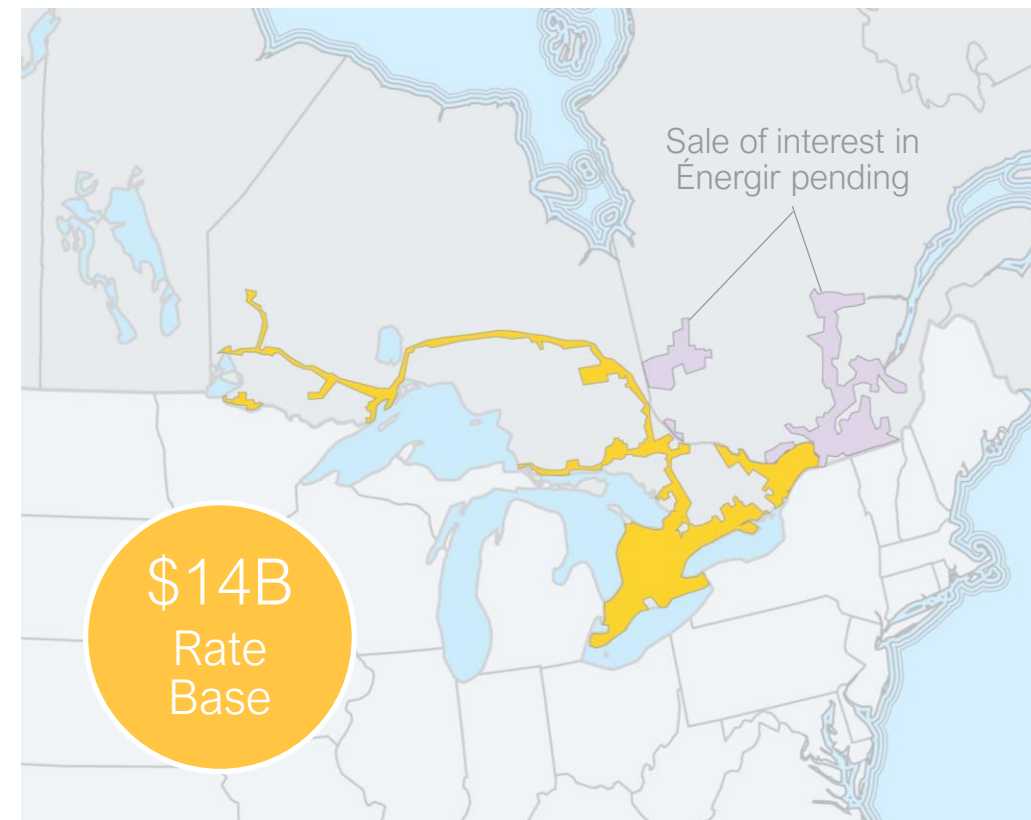 Sale of interest in
Énergir pending
$14B
Rate
Base